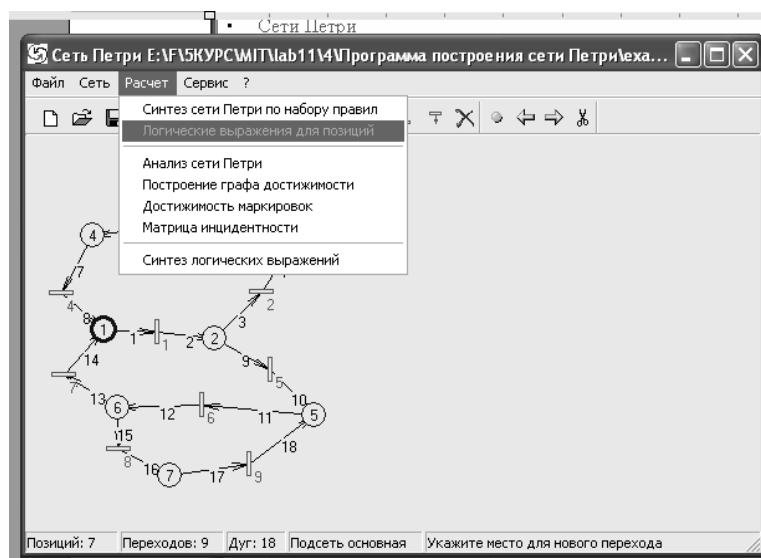 • Сети Петри
Сеть Петри E:\F\5КУРС\MIT\lab11\4\Программа построения сети Петри\exa...
Файл Сеть Расчет Сервис ?
Синтез сети Петри по набору правил
Логические выражения для позиций
Анализ сети Петри
Построение графа достижимости
Достижимость маркировок
Матрица инцидентности
Синтез логических выражений
4
7
4
2
8
1
1
1
2
2
3
9
14
5
7
13
6
12
6
11
10
5
15
18
8
16
7
17
9
Позиций: 7 Переходов: 9 Дуг: 18 Подсеть основная Укажите место для нового перехода